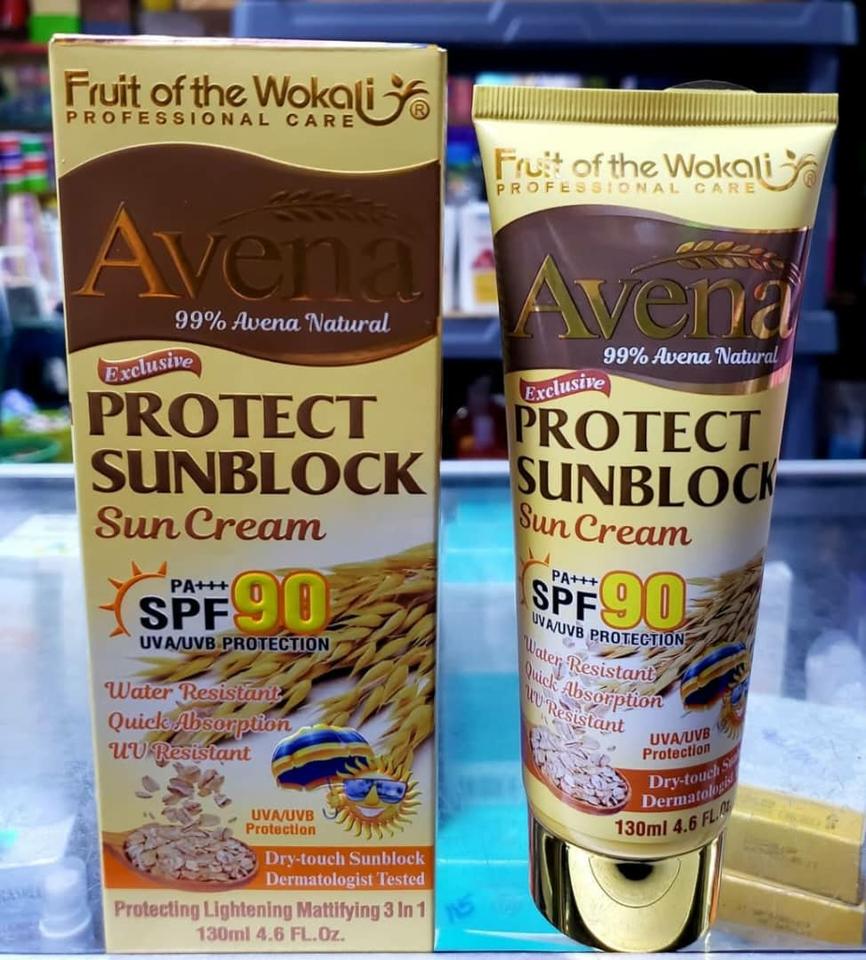 Fruit of the Wokali ®
PROFESSIONAL CARE
Avena
99% Avena Natural
Exclusive
PROTECT
SUNBLOCK
Sun Cream
PA+++
SPF 90
UVA/UVB PROTECTION
Water Resistant
Quick Absorption
UV Resistant
UVA/UVB
Protection
Dry-touch Sunblock
Dermatologist Tested
Protecting Lightening Mattifying 3 In 1
130ml 4.6 FL.Oz.
Fruit of the Wokali ®
PROFESSIONAL CARE
Avena
99% Avena Natural
Exclusive
PROTECT
SUNBLOCK
Sun Cream
PA+++
SPF 90
UVA/UVB PROTECTION
Water Resistant
Quick Absorption
UV Resistant
UVA/UVB
Protection
Dry-touch
Dermatologist
130ml 4.6 FL.